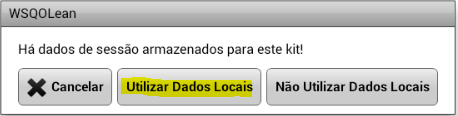 WSQOLean
Há dados de sessão armazenados para este kit!
Cancelar Utilizar Dados Locais Não Utilizar Dados Locais